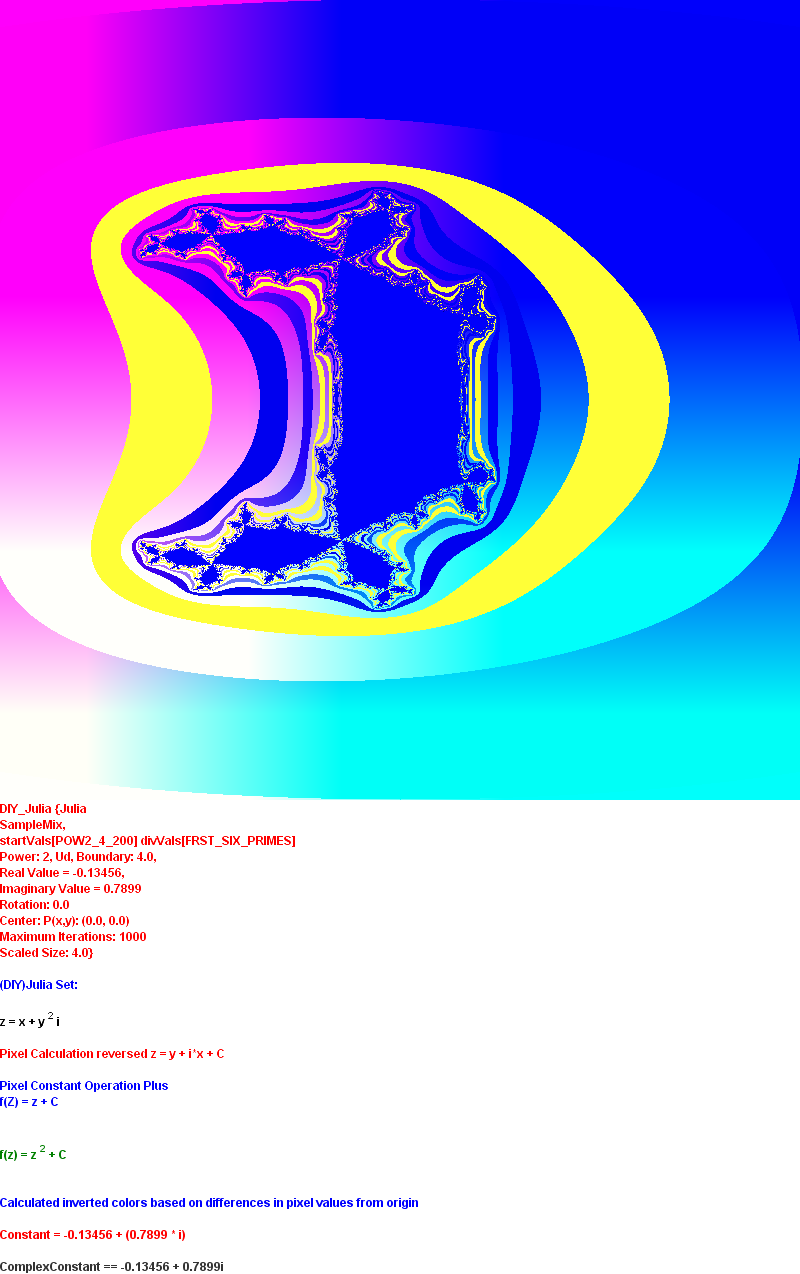 DIY_Julia {Julia
SampleMix,
startVals[POW2_4_200] divVals[FRST_SIX_PRIMES]
Power: 2, Ud, Boundary: 4.0,
Real Value = -0.13456,
Imaginary Value = 0.7899
Rotation: 0.0
Center: P(x,y): (0.0, 0.0)
Maximum Iterations: 1000
Scaled Size: 4.0}
(DIY)Julia Set:
z = x + y ² i
Pixel Calculation reversed z = y + i*x + C
Pixel Constant Operation Plus
f(Z) = z + C
f(z) = z ² + C
Calculated inverted colors based on differences in pixel values from origin
Constant = -0.13456 + (0.7899 * i)
ComplexConstant == -0.13456 + 0.7899i